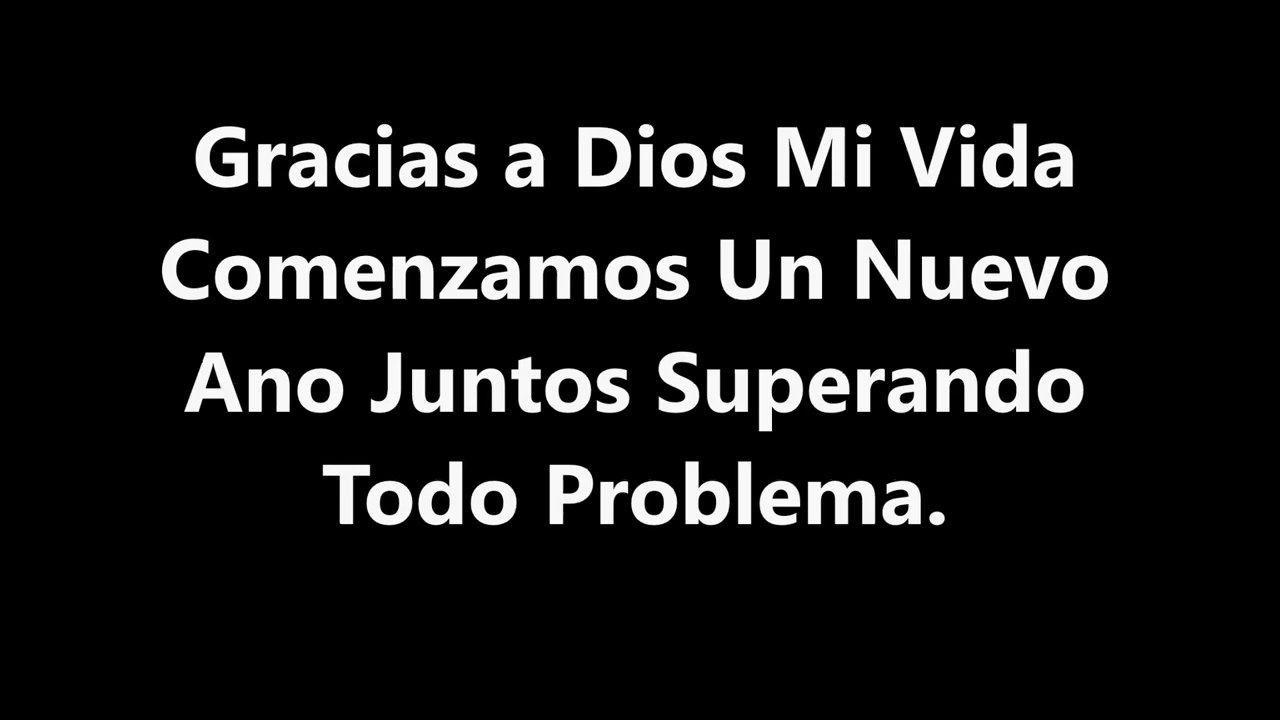 Gracias a Dios Mi Vida
Comenzamos Un Nuevo
Ano Juntos Superando
Todo Problema.